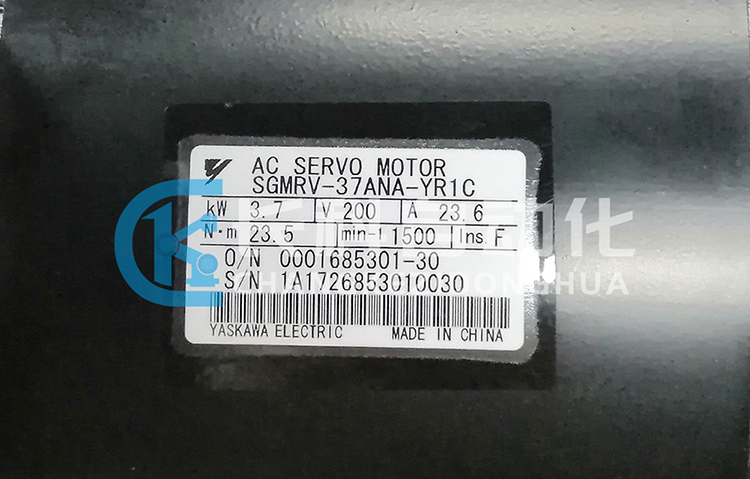 AC SERVO MOTOR
SGMRV-37ANA-YR1C
kW 3.7 V 200 A 23.6
N·m 23.5 min-1 1500 Ins. F
O/N 0001685301-30
S/N 1A1726853010030
YASKAWA ELECTRIC MADE IN CHINA